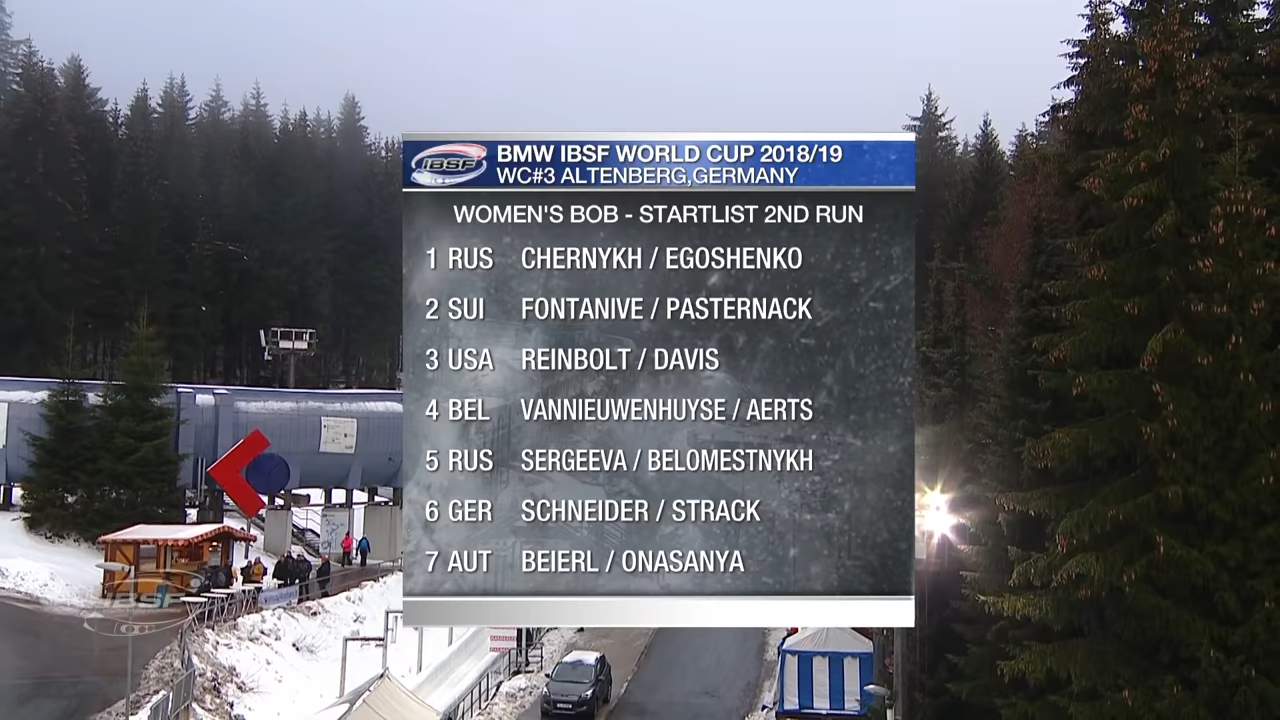 IBSF
BMW IBSF WORLD CUP 2018/19
WC#3 ALTENBERG,GERMANY
WOMEN'S BOB - STARTLIST 2ND RUN
1 RUS CHERNYKH / EGOSHENKO
2 SUI FONTANIVE / PASTERNACK
3 USA REINBOLT / DAVIS
4 BEL VANNIEUWENHUYSE / AERTS
5 RUS SERGEEVA / BELOMESTNYKH
6 GER SCHNEIDER / STRACK
7 AUT BEIERL / ONASANYA
IBSF